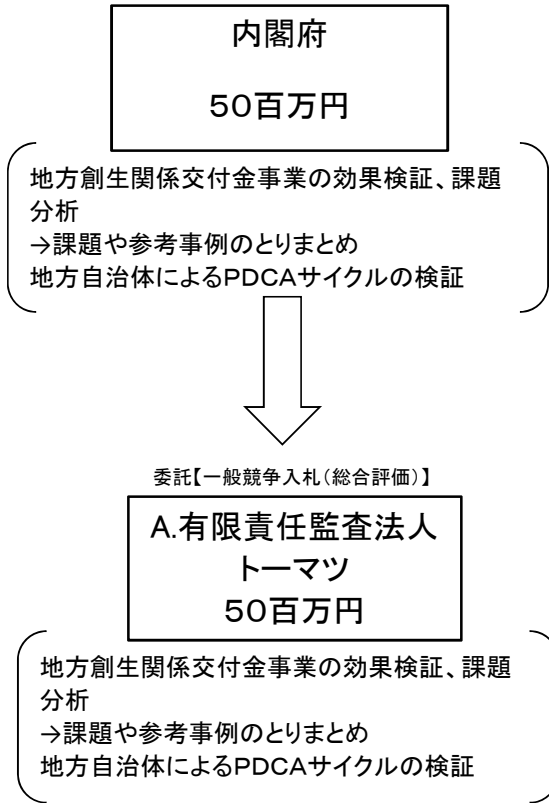 内閣府
50百万円
地方創生関係交付金事業の効果検証、課題
分析
→課題や参考事例のとりまとめ
地方自治体によるPDCAサイクルの検証
委託【一般競争入札(総合評価)】
A.有限責任監査法人
トーマツ
50百万円
地方創生関係交付金事業の効果検証、課題
分析
→課題や参考事例のとりまとめ
地方自治体によるPDCAサイクルの検証